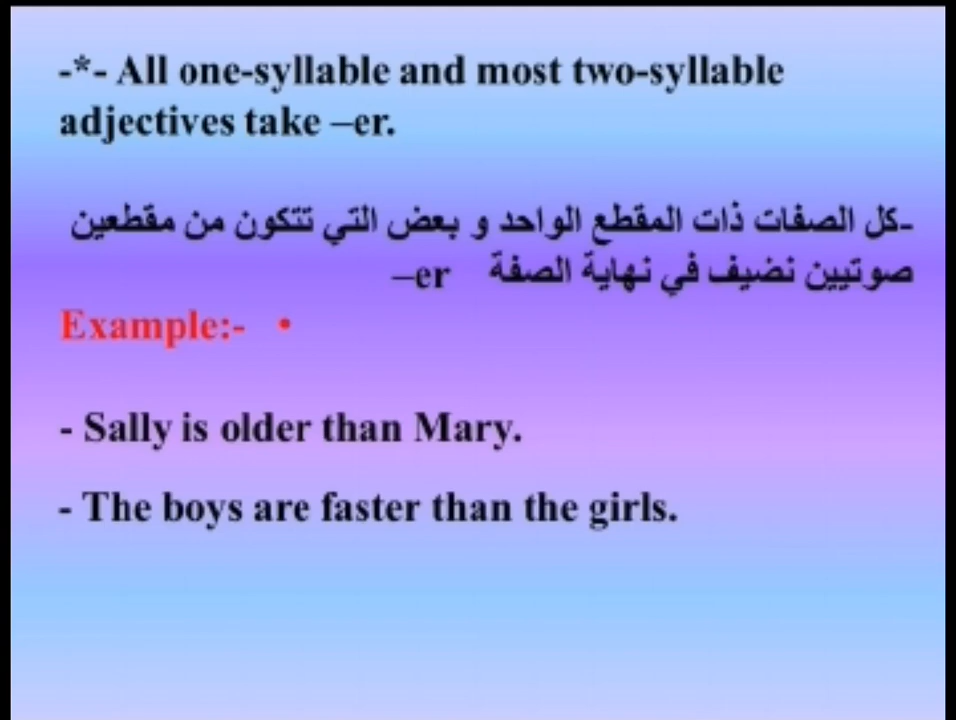 -*- All one-syllable and most two-syllable
adjectives take –er.
-كل الصفات ذات المقطع الواحد و بعض التي تتكون من مقطعين
صوتيين نضيف في نهاية الصفة –er
Example:- •
- Sally is older than Mary.
- The boys are faster than the girls.